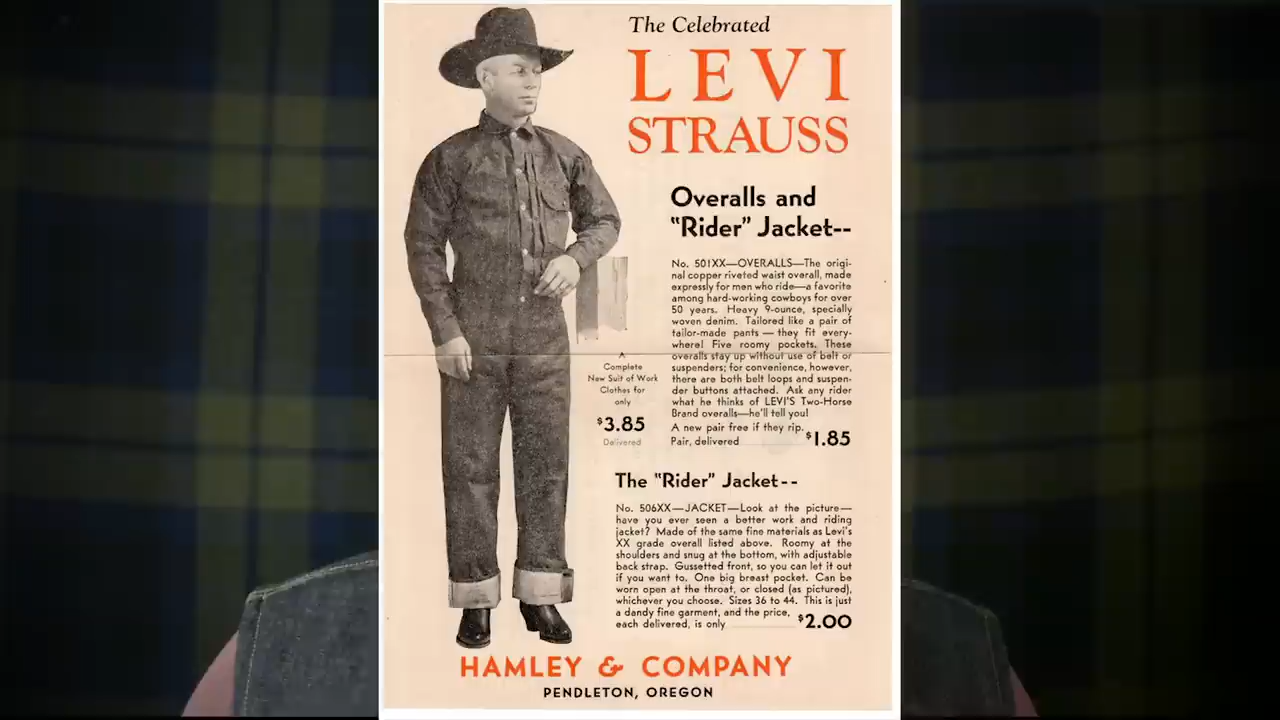 The Celebrated
LEVI
STRAUSS
Overalls and
"Rider" Jacket--
No. 501XX—OVERALLS—The origi-
nal copper riveted waist overall, made
expressly for men who ride—a favorite
among hard-working cowboys for over
50 years. Heavy 9-ounce, specially
woven denim. Tailored like a pair of
tailor-made pants — they fit every-
where! Five roomy pockets. These
overalls stay up without use of belt or
suspenders; for convenience, however,
there are both belt loops and suspen-
der buttons attached. Ask any rider
what he thinks of LEVI'S Two-Horse
Brand overalls—he'll tell you!
A new pair free if they rip.
Pair, delivered $1.85
A
Complete
New Suit of Work
Clothes for
only
$3.85
Delivered
The "Rider" Jacket--
No. 506XX—JACKET—Look at the picture—
have you ever seen a better work and riding
jacket? Made of the same fine materials as Levi's
XX grade overall listed above. Roomy at the
shoulders and snug at the bottom, with adjustable
back strap. Gussetted front, so you can let it out
if you want to. One big breast pocket. Can be
worn open at the throat, or closed (as pictured),
whichever you choose. Sizes 36 to 44. This is just
a dandy fine garment, and the price,
each delivered, is only $2.00
HAMLEY & COMPANY
PENDLETON, OREGON